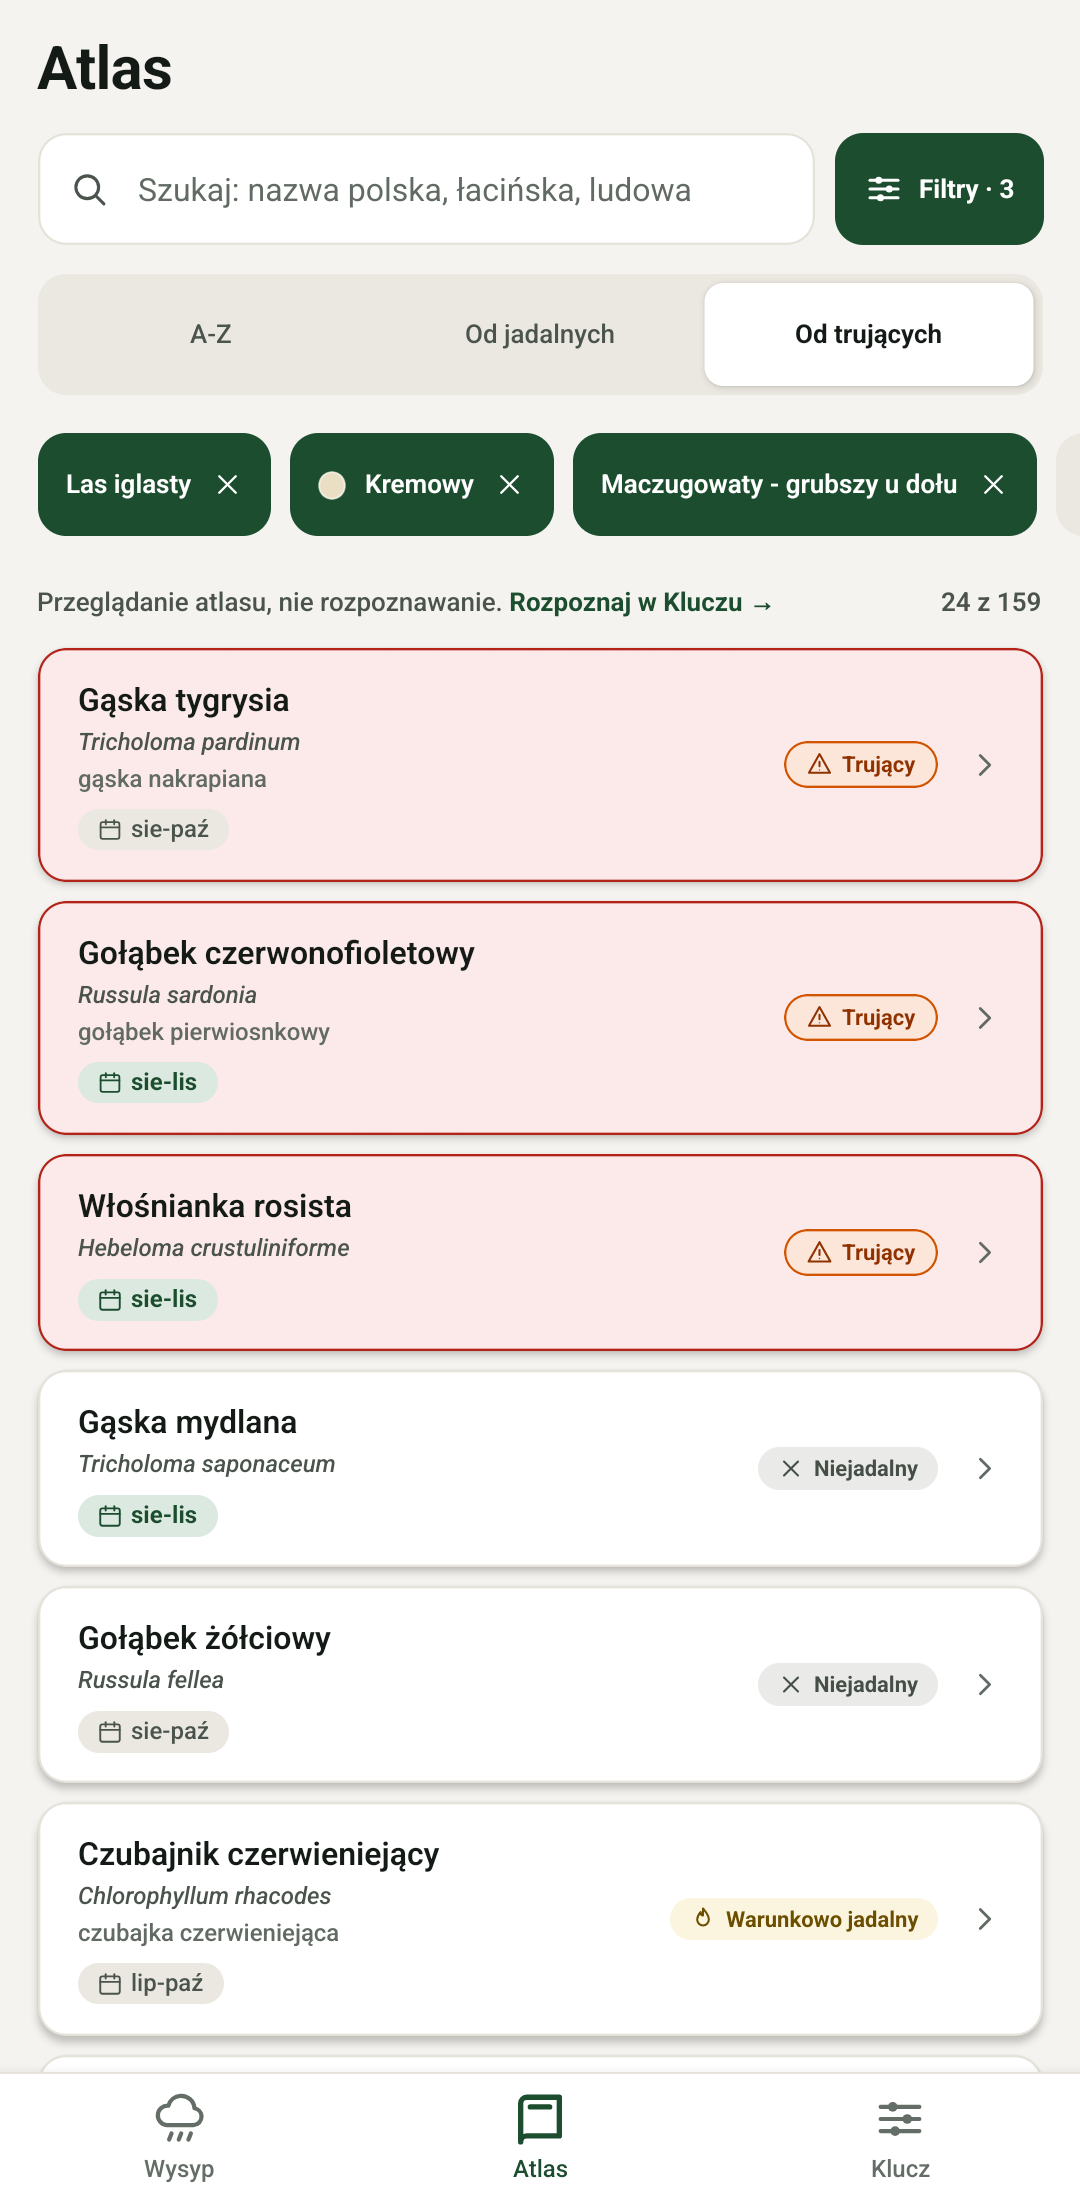 Atlas
Szukaj: nazwa polska, łacińska, ludowa
Filtry · 3
A-Z
Od jadalnych
Od trujących
Las iglasty
Kremowy
Maczugowaty - grubszy u dołu
Przeglądanie atlasu, nie rozpoznawanie. Rozpoznaj w Kluczu →
24 z 159
Gąska tygrysia
Tricholoma pardinum
gąska nakrapiana
sie-paź
Trujący
Gołąbek czerwonofioletowy
Russula sardonia
gołąbek pierwiosnkowy
sie-lis
Trujący
Włośnianka rosista
Hebeloma crustuliniforme
sie-lis
Trujący
Gąska mydlana
Tricholoma saponaceum
sie-lis
Niejadalny
Gołąbek żółciowy
Russula fellea
sie-paź
Niejadalny
Czubajnik czerwieniejący
Chlorophyllum rhacodes
czubajka czerwieniejąca
lip-paź
Warunkowo jadalny
Wysyp
Atlas
Klucz